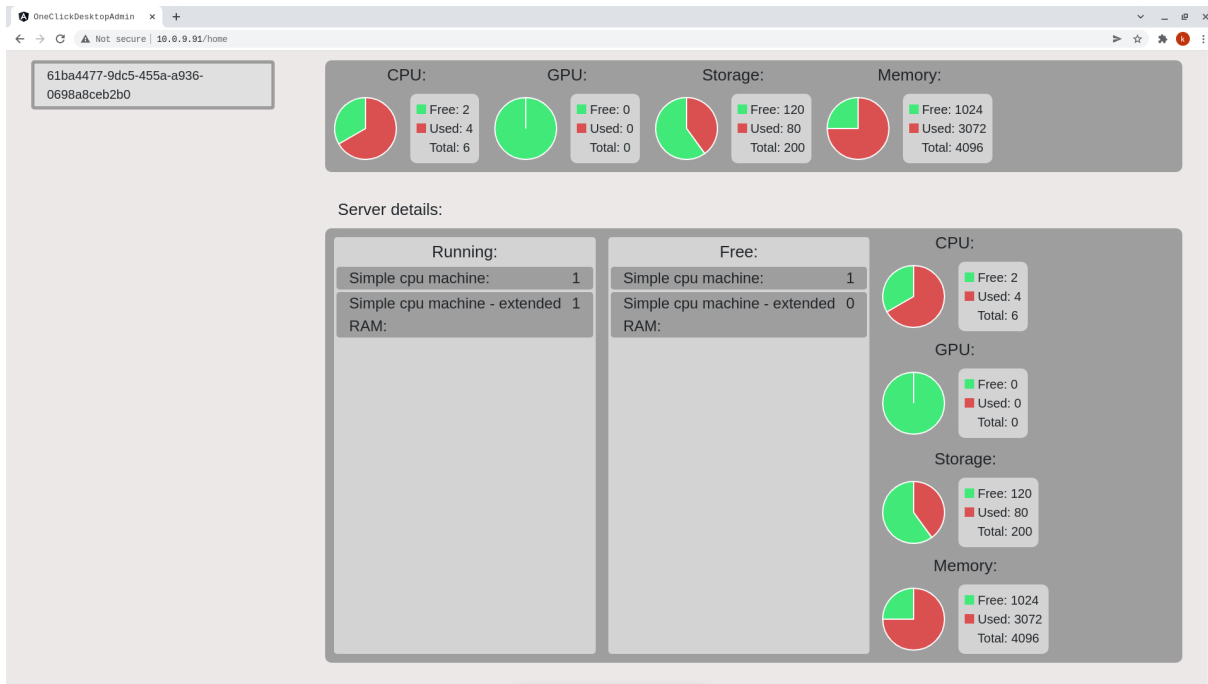 OneClickDesktopAdmin
Not secure 10.0.9.91/home
k
61ba4477-9dc5-455a-a936-
0698a8ceb2b0
CPU: GPU: Storage: Memory:
Free: 2 Free: 0 Free: 120 Free: 1024
Used: 4 Used: 0 Used: 80 Used: 3072
Total: 6 Total: 0 Total: 200 Total: 4096
Server details:
Running:
Simple cpu machine: 1
Simple cpu machine - extended 1
RAM:
Free:
Simple cpu machine: 1
Simple cpu machine - extended 0
RAM:
CPU:
Free: 2
Used: 4
Total: 6
GPU:
Free: 0
Used: 0
Total: 0
Storage:
Free: 120
Used: 80
Total: 200
Memory:
Free: 1024
Used: 3072
Total: 4096